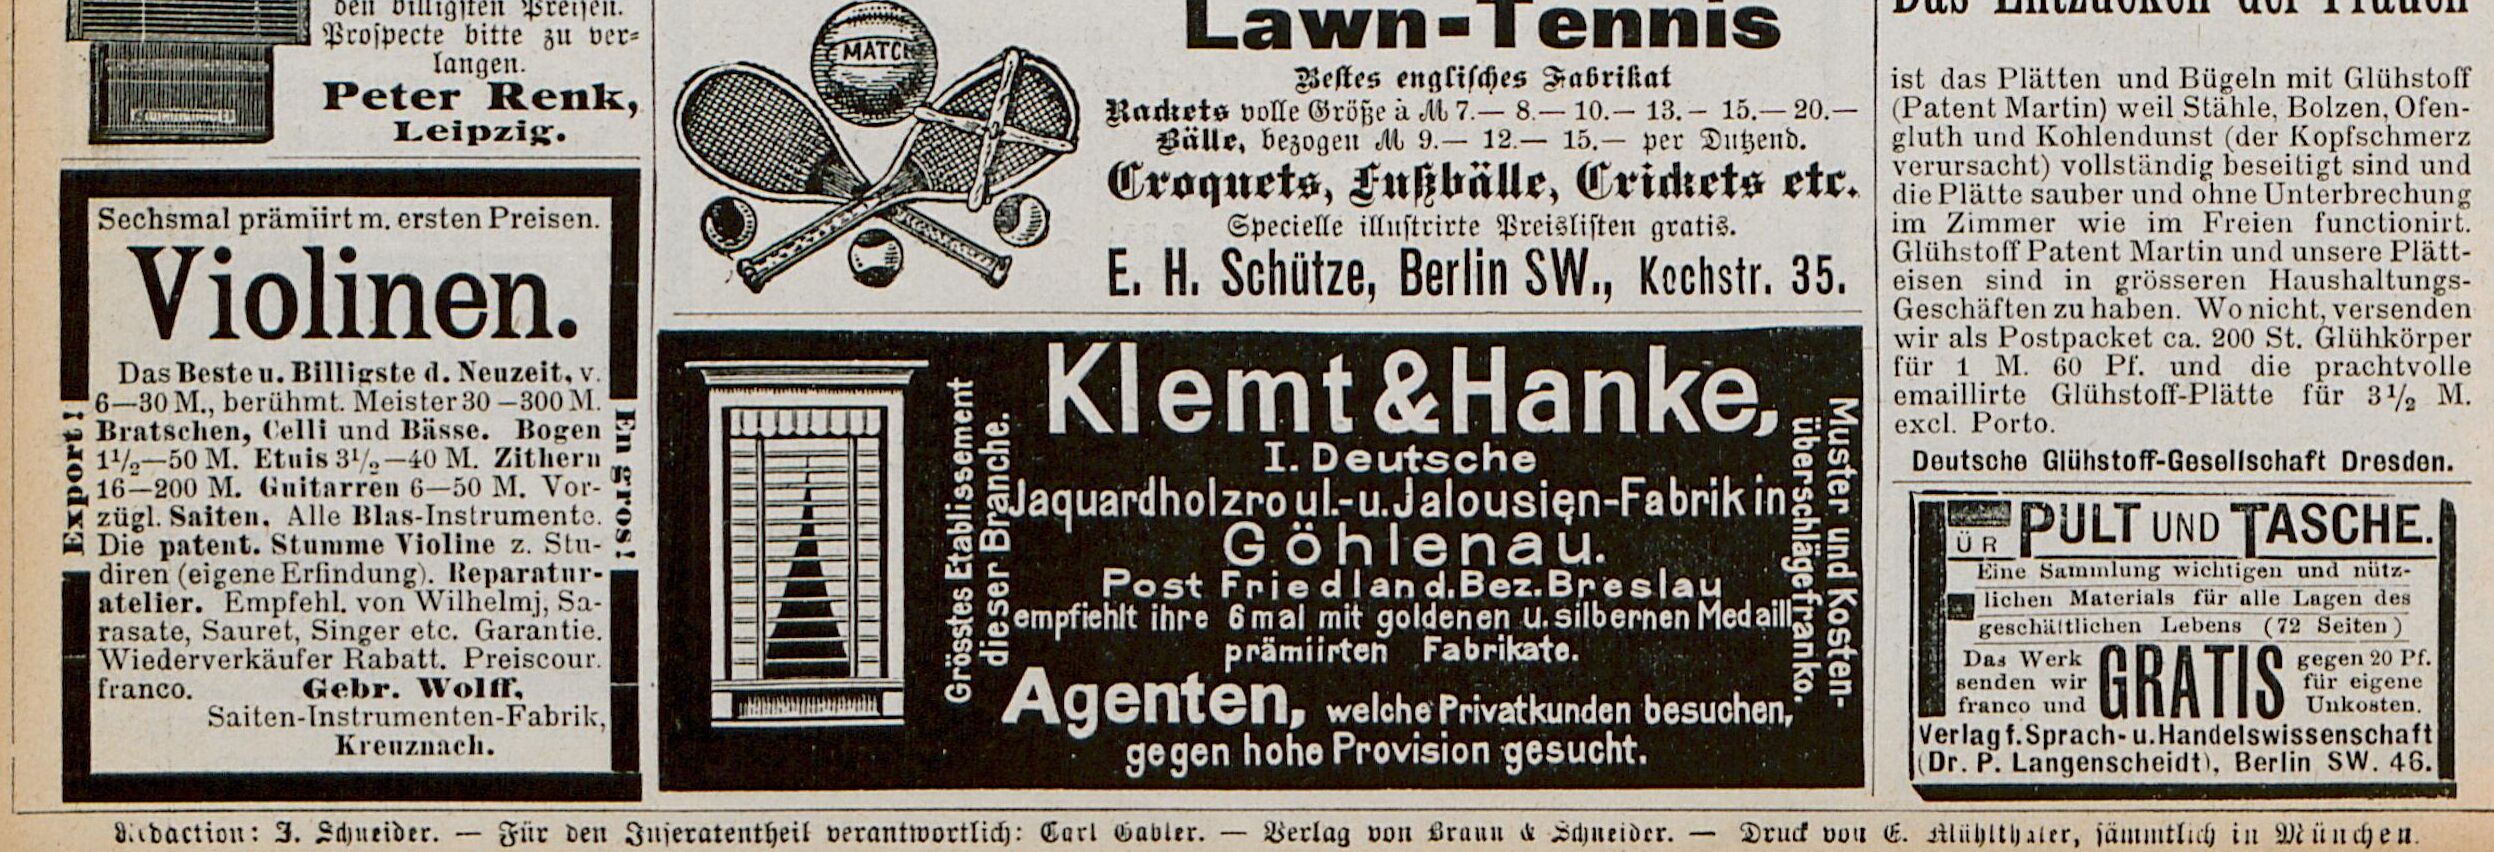 den billigsten Preisen.
Prospecte bitte zu ver-
langen.
Peter Renk,
Leipzig.
Sechsmal prämiirt m. ersten Preisen.
Violinen.
Das Beste u. Billigste d. Neuzeit, v.
6—30 M., berühmt. Meister 30—300 M.
Bratschen, Celli und Bässe. Bogen
1½—50 M. Etuis 3½—40 M. Zithern
16—200 M. Guitarren 6—50 M. Vor-
zügl. Saiten. Alle Blas-Instrumente.
Die patent. Stumme Violine z. Stu-
diren (eigene Erfindung). Reparatur-
atelier. Empfehl. von Wilhelmj, Sa-
rasate, Sauret, Singer etc. Garantie.
Wiederverkäufer Rabatt. Preiscour.
franco. Gebr. Wolff,
Saiten-Instrumenten-Fabrik,
Kreuznach.
Export!
En gros!
MATCH
Lawn-Tennis
Bestes englisches Fabrikat
Rackets volle Größe à M 7.— 8.— 10.— 13.— 15.— 20.—
Bälle, bezogen M 9.— 12.— 15.— per Dutzend.
Croquets, Fußbälle, Crickets etc.
Specielle illustrirte Preislisten gratis.
E. H. Schütze, Berlin SW., Kochstr. 35.
Grösstes Etablissement
dieser Branche.
Klemt & Hanke,
I. Deutsche
Jaquardholzroul.-u. Jalousien-Fabrik in
Göhlenau.
Post Friedland. Bez. Breslau
empfiehlt ihre 6mal mit goldenen u. silbernen Medaill.
prämiirten Fabrikate.
Agenten, welche Privatkunden besuchen,
gegen hohe Provision gesucht.
Muster und Kosten-
überschläge franko.
Das Entzücken der Frauen
ist das Plätten und Bügeln mit Glühstoff
(Patent Martin) weil Stähle, Bolzen, Ofen-
gluth und Kohlendunst (der Kopfschmerz
verursacht) vollständig beseitigt sind und
die Plätte sauber und ohne Unterbrechung
im Zimmer wie im Freien functionirt.
Glühstoff Patent Martin und unsere Plätt-
eisen sind in grösseren Haushaltungs-
Geschäften zu haben. Wo nicht, versenden
wir als Postpacket ca. 200 St. Glühkörper
für 1 M. 60 Pf. und die prachtvolle
emaillirte Glühstoff-Plätte für 3½ M.
excl. Porto.
Deutsche Glühstoff-Gesellschaft Dresden.
FÜR PULT UND TASCHE.
Eine Sammlung wichtigen und nütz-
lichen Materials für alle Lagen des
geschäftlichen Lebens (72 Seiten)
Das Werk senden wir franco und GRATIS gegen 20 Pf. für eigene Unkosten.
Verlag f. Sprach- u. Handelswissenschaft
(Dr. P. Langenscheidt), Berlin SW. 46.
Redaction: J. Schneider. — Für den Inseratentheil verantwortlich: Carl Gabler. — Verlag von Braun & Schneider. — Druck von E. Mühlthaler, sämmtlich in München.